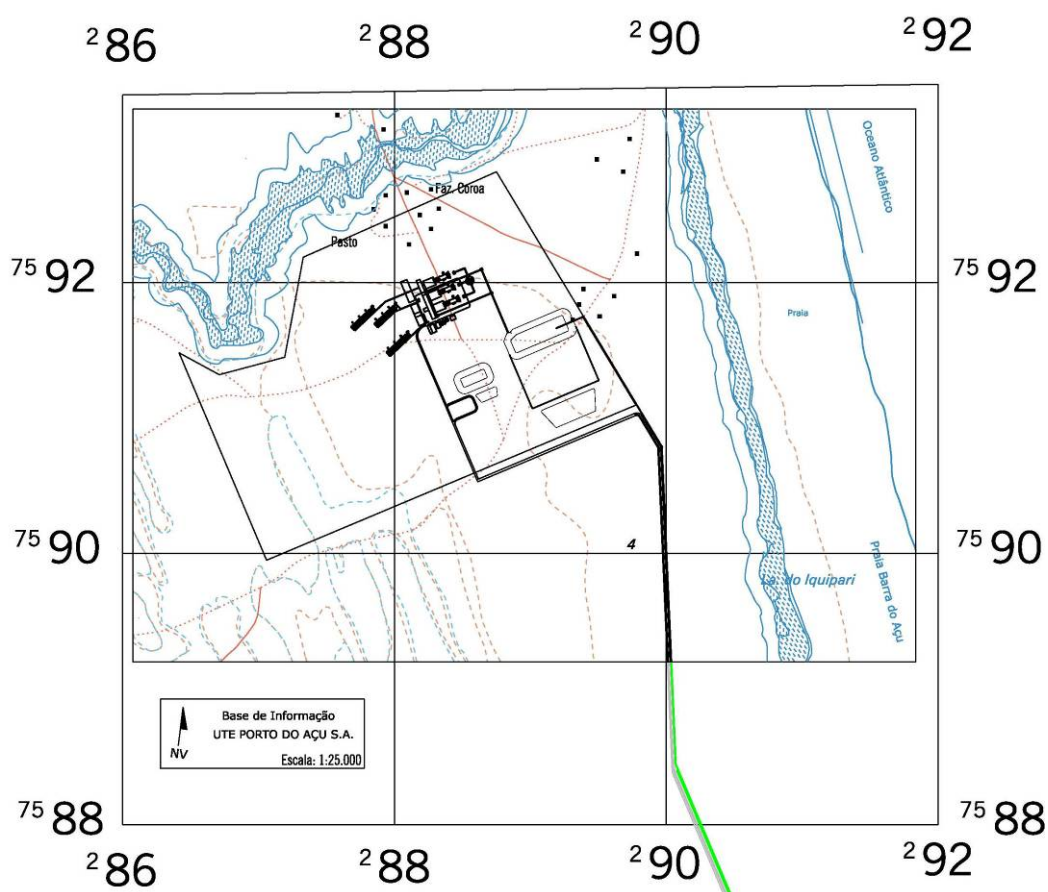 ²86 ²88 ²90 ²92
Oceano Atlântico
Faz. Coroa
Pasto
⁷⁵92 ⁷⁵92
Praia
⁷⁵90 ⁷⁵90
4
La. do Iquipari
Praia Barra do Açu
Base de Informação
UTE PORTO DO AÇU S.A.
NV
Escala: 1:25.000
⁷⁵88 ⁷⁵88
²86 ²88 ²90 ²92